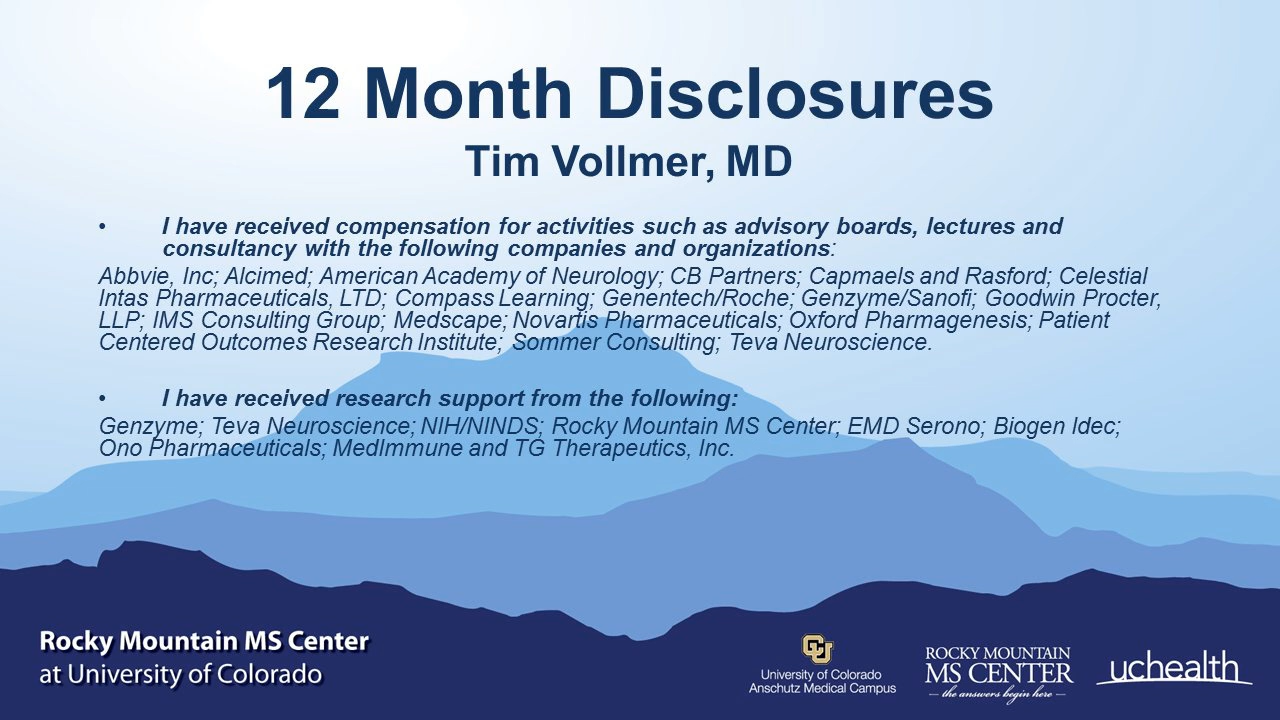 12 Month Disclosures
Tim Vollmer, MD
• I have received compensation for activities such as advisory boards, lectures and
consultancy with the following companies and organizations:
Abbvie, Inc; Alcimed; American Academy of Neurology; CB Partners; Capmaels and Rasford; Celestial
Intas Pharmaceuticals, LTD; Compass Learning; Genentech/Roche; Genzyme/Sanofi; Goodwin Procter,
LLP; IMS Consulting Group; Medscape; Novartis Pharmaceuticals; Oxford Pharmagenesis; Patient
Centered Outcomes Research Institute; Sommer Consulting; Teva Neuroscience.
• I have received research support from the following:
Genzyme; Teva Neuroscience; NIH/NINDS; Rocky Mountain MS Center; EMD Serono; Biogen Idec;
Ono Pharmaceuticals; MedImmune and TG Therapeutics, Inc.
Rocky Mountain MS Center
at University of Colorado
CU
University of Colorado
Anschutz Medical Campus
ROCKY MOUNTAIN
MS CENTER
the answers begin here
uchealth